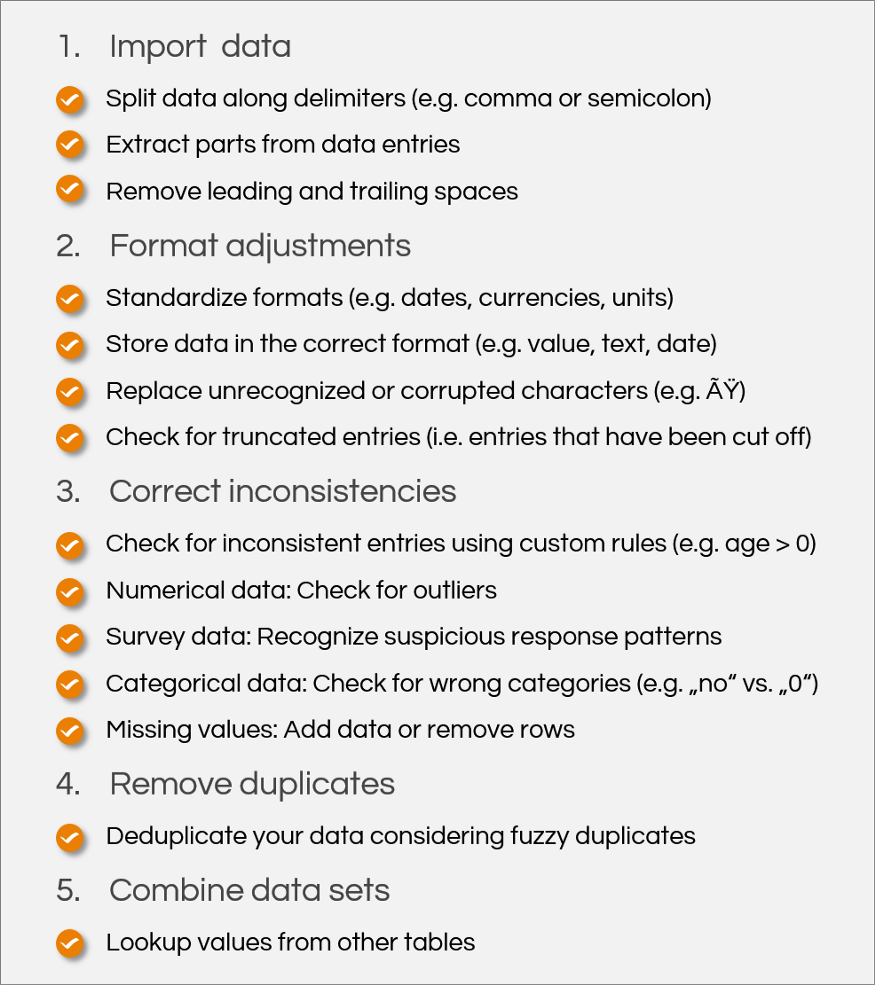 1. Import data
Split data along delimiters (e.g. comma or semicolon)
Extract parts from data entries
Remove leading and trailing spaces
2. Format adjustments
Standardize formats (e.g. dates, currencies, units)
Store data in the correct format (e.g. value, text, date)
Replace unrecognized or corrupted characters (e.g. ÃŸ)
Check for truncated entries (i.e. entries that have been cut off)
3. Correct inconsistencies
Check for inconsistent entries using custom rules (e.g. age > 0)
Numerical data: Check for outliers
Survey data: Recognize suspicious response patterns
Categorical data: Check for wrong categories (e.g. „no“ vs. „0“)
Missing values: Add data or remove rows
4. Remove duplicates
Deduplicate your data considering fuzzy duplicates
5. Combine data sets
Lookup values from other tables